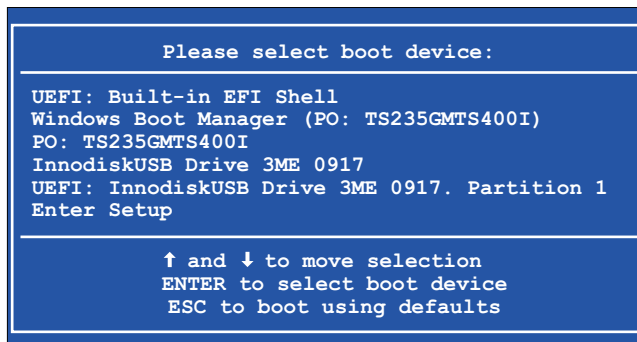 Please select boot device:
UEFI: Built-in EFI Shell
Windows Boot Manager (PO: TS235GMTS400I)
PO: TS235GMTS400I
InnodiskUSB Drive 3ME 0917
UEFI: InnodiskUSB Drive 3ME 0917. Partition 1
Enter Setup
↑ and ↓ to move selection
ENTER to select boot device
ESC to boot using defaults